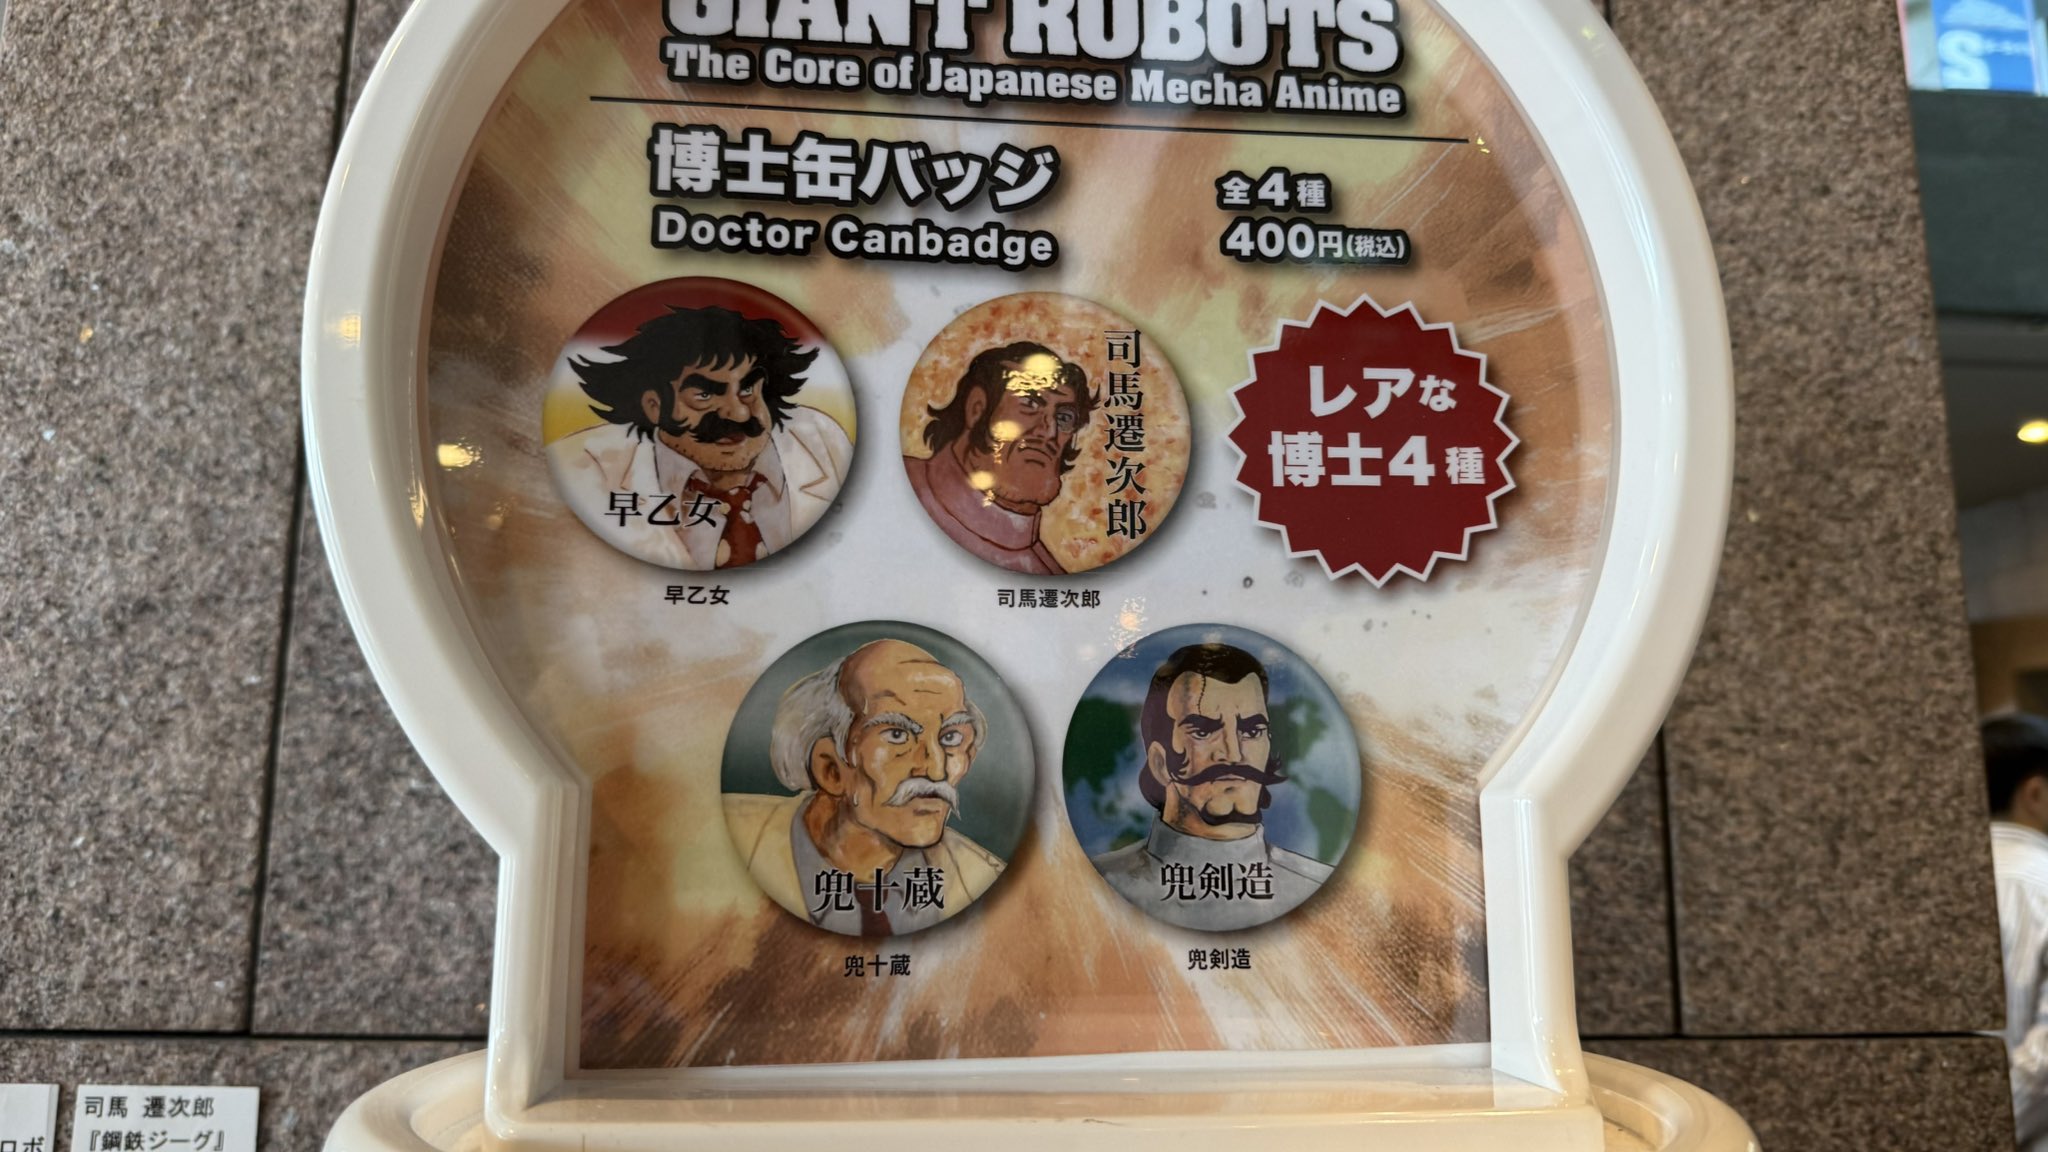 GIANT ROBOTS
The Core of Japanese Mecha Anime
博士缶バッジ
Doctor Canbadge
全4種
400円(税込)
早乙女
早乙女
司馬遷次郎
司馬遷次郎
レアな
博士4種
兜十蔵
兜十蔵
兜剣造
兜剣造
S
ロボ
司馬 遷次郎
『鋼鉄ジーグ』